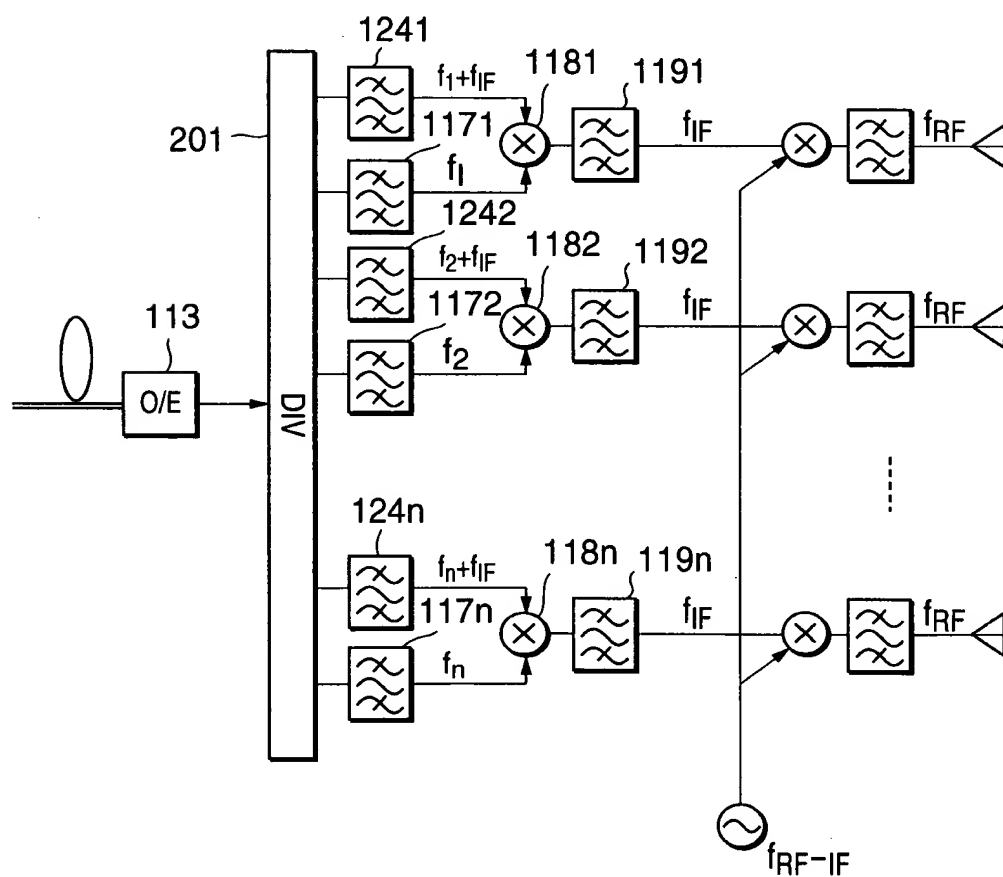 1241
f1+fIF
1181
1191
201
1171
fIF
fRF
f1
1242
f2+fIF
1182
1192
113
1172
fIF
fRF
f2
O/E
DIV
124n
fn+fIF
118n
119n
117n
fIF
fRF
fn
fRF-IF